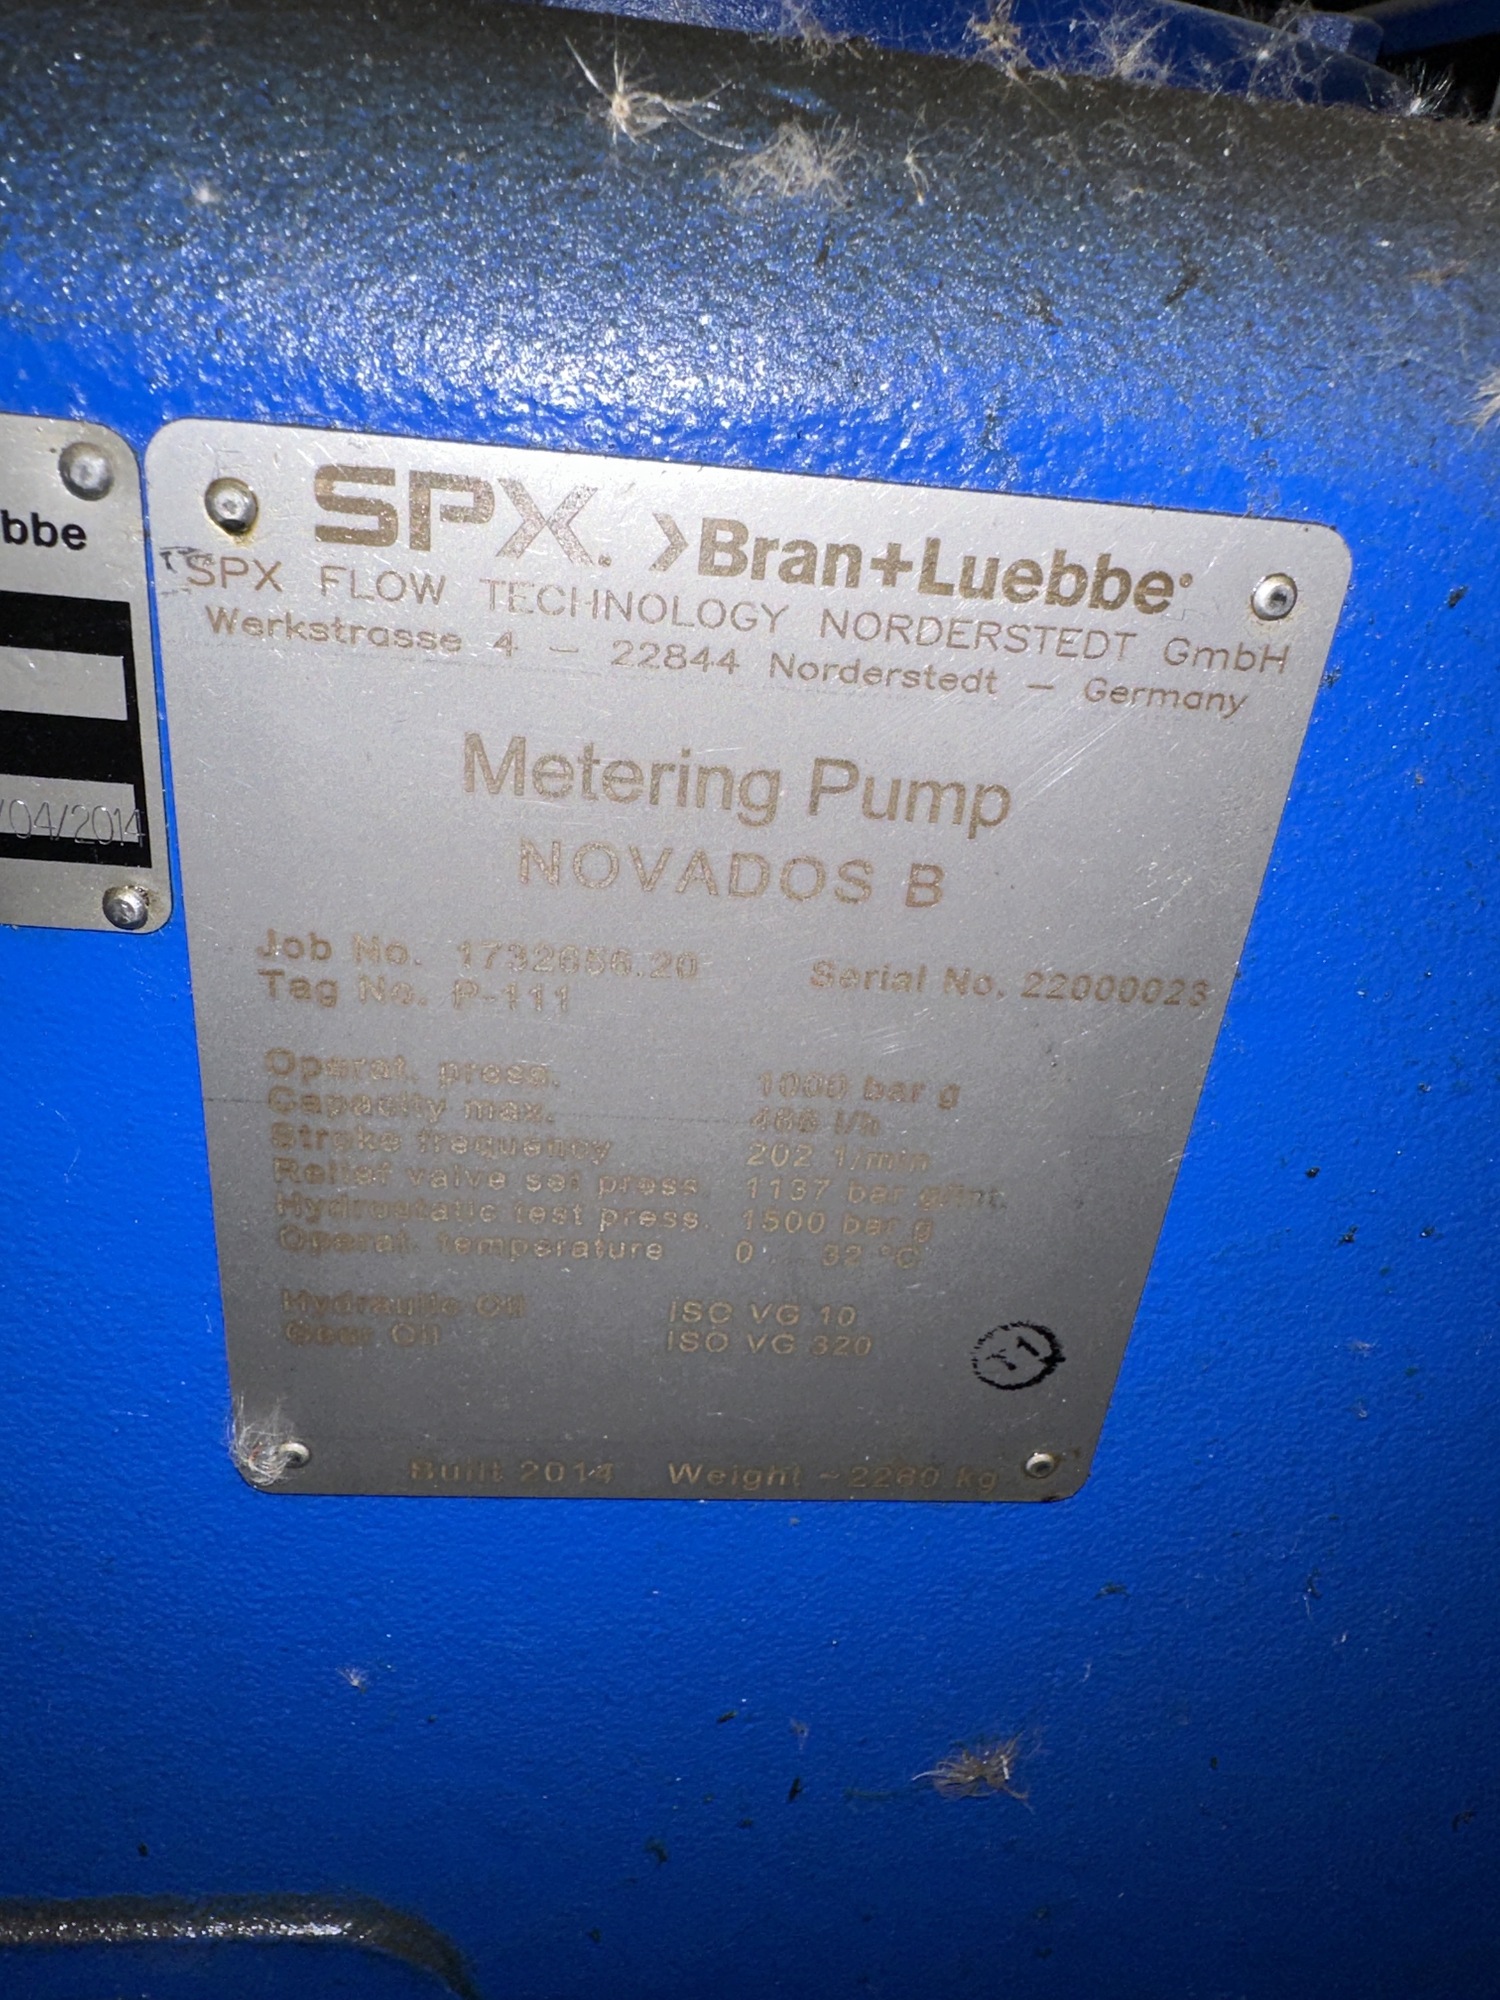 bbe
/04/2014
SPX. >Bran+Luebbe
SPX FLOW TECHNOLOGY NORDERSTEDT GmbH
Werkstrasse 4 – 22844 Norderstedt – Germany
Metering Pump
NOVADOS B
Job No. 1732656.20 Serial No. 22000023
Tag No. P-111
Operat. press. 1000 bar g
Capacity max. l/h
Stroke frequency 202 1/min
Relief valve set press. 1137 bar g/int.
Hydrostatic test press. 1500 bar g
Operat. temperature 0 ... 32 °C
Hydraulic Oil ISO VG 10
Gear Oil ISO VG 320
Built 2014 Weight ~ kg